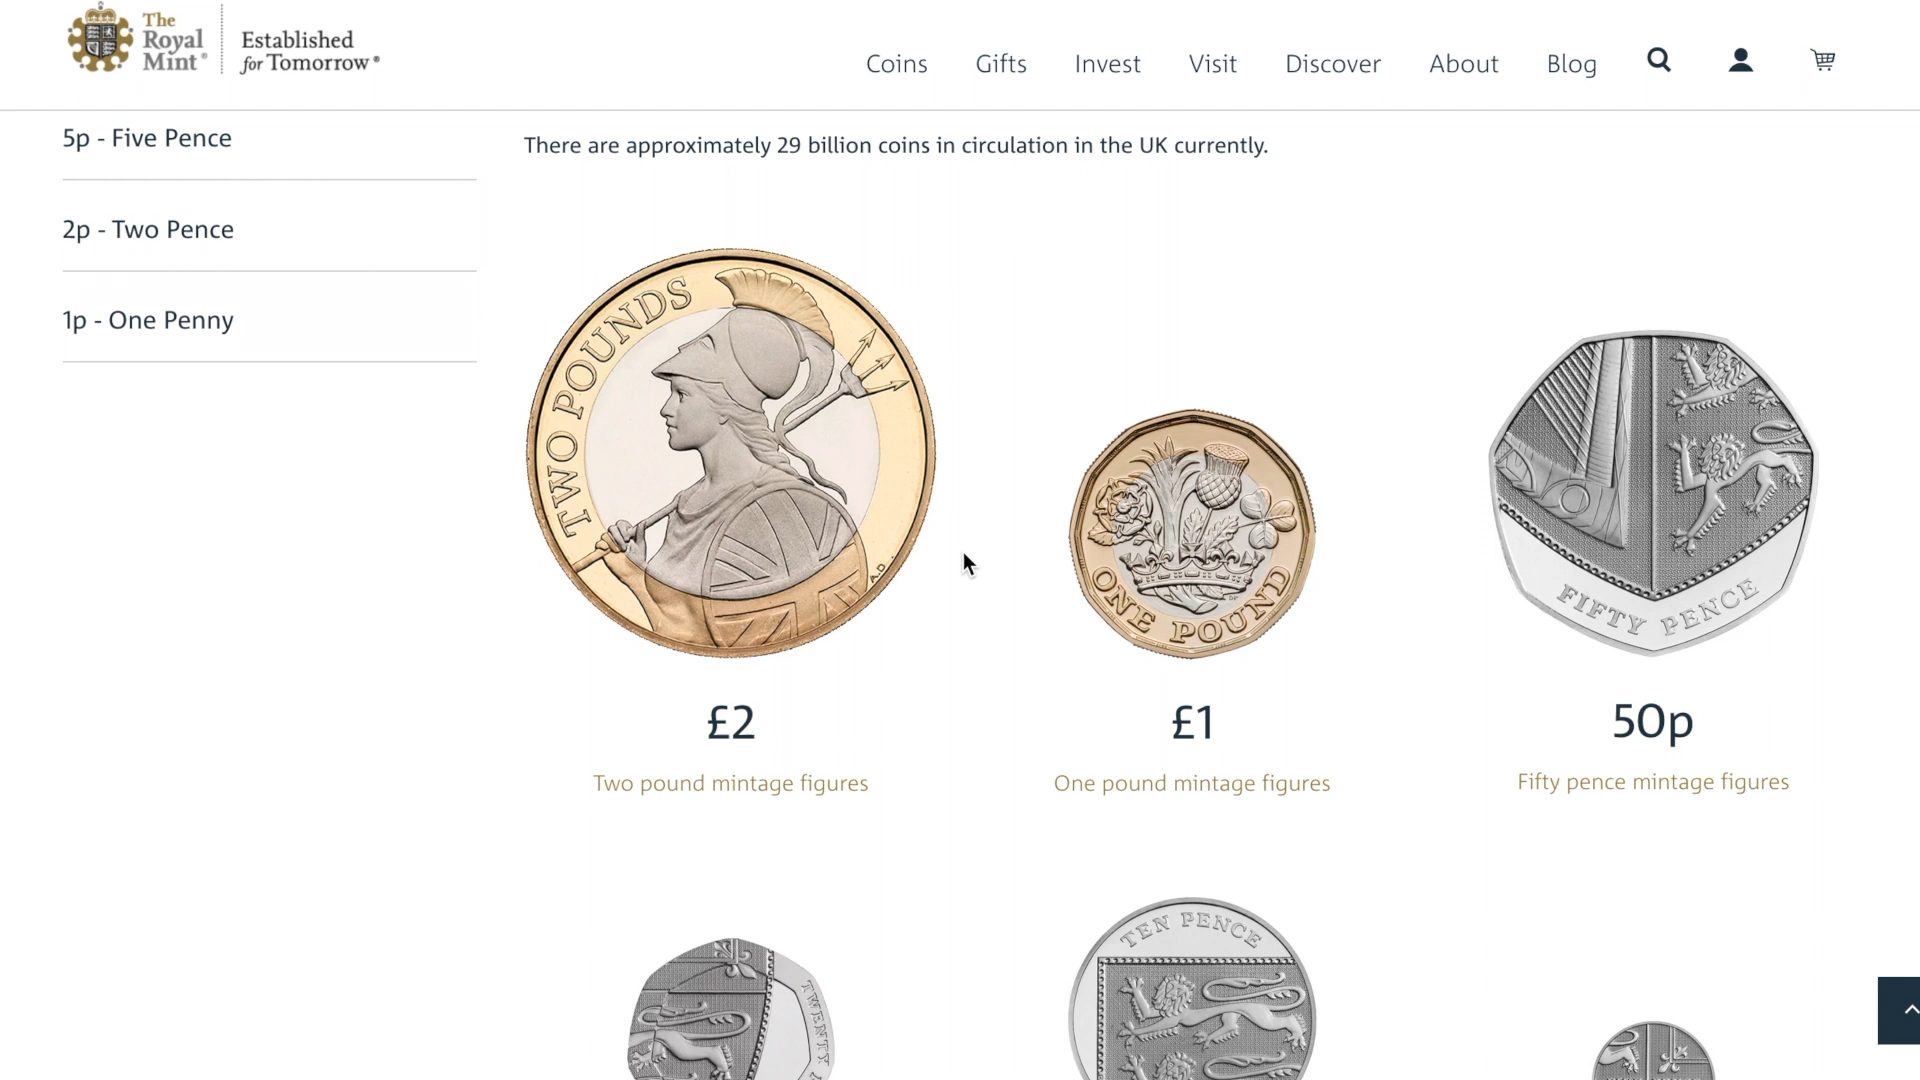 The
Royal
Mint®
Established
for Tomorrow®
Coins
Gifts
Invest
Visit
Discover
About
Blog
5p - Five Pence
2p - Two Pence
1p - One Penny
There are approximately 29 billion coins in circulation in the UK currently.
TWO POUNDS
A.D
ONE POUND
FIFTY PENCE
£2
£1
50p
Two pound mintage figures
One pound mintage figures
Fifty pence mintage figures
TWENTY
TEN PENCE